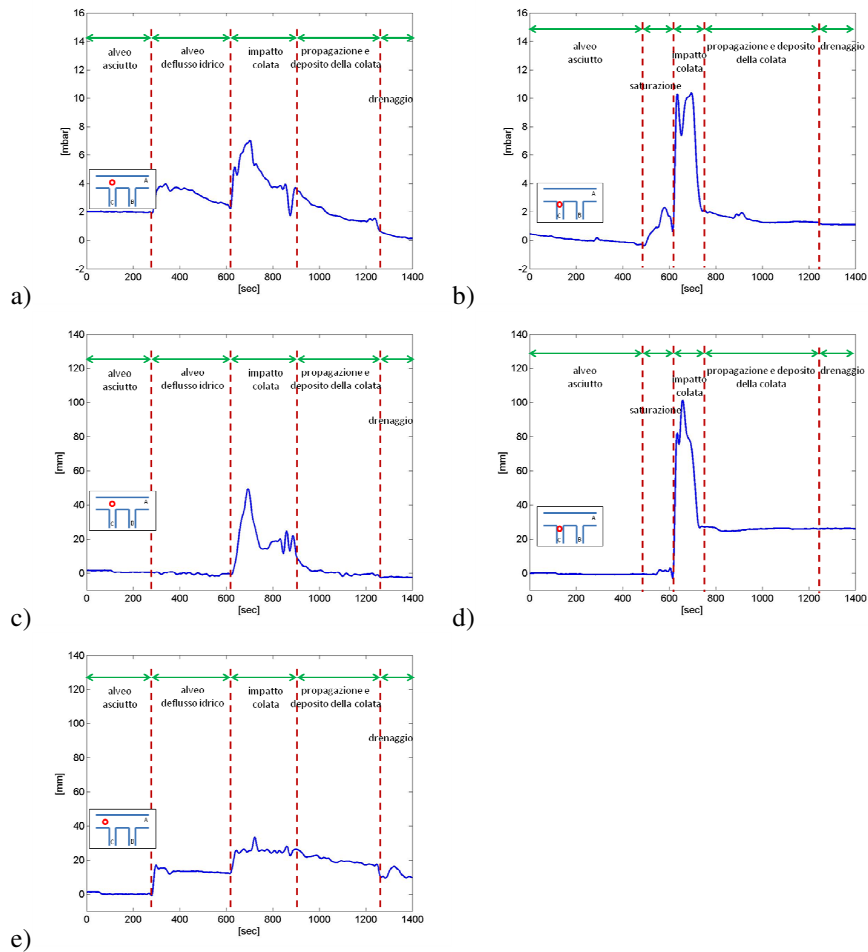 16
14
12
10
8
6
4
2
0
-2
[mbar]
alveo
asciutto
alveo
deflusso idrico
impatto
colata
propagazione e
deposito della colata
drenaggio
A
C
B
0 200 400 600 800 1000 1200 1400
[sec]
a)
16
14
12
10
8
6
4
2
0
-2
[mbar]
alveo
asciutto
saturazione
impatto
colata
propagazione e deposito
della colata
drenaggio
A
C
B
0 200 400 600 800 1000 1200 1400
[sec]
b)
140
120
100
80
60
40
20
0
[mm]
alveo
asciutto
alveo
deflusso idrico
impatto
colata
propagazione e
deposito della colata
drenaggio
A
C
B
0 200 400 600 800 1000 1200 1400
[sec]
c)
140
120
100
80
60
40
20
0
[mm]
alveo
asciutto
saturazione
impatto
colata
propagazione e deposito
della colata
drenaggio
A
C
B
0 200 400 600 800 1000 1200 1400
[sec]
d)
140
120
100
80
60
40
20
0
[mm]
alveo
asciutto
alveo
deflusso idrico
impatto
colata
propagazione e
deposito della colata
drenaggio
A
C
B
0 200 400 600 800 1000 1200 1400
[sec]
e)